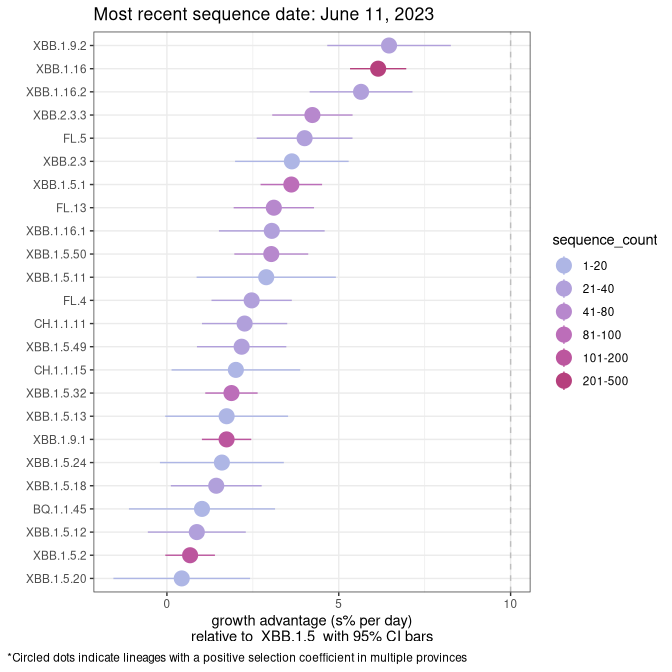 Most recent sequence date: June 11, 2023
XBB.1.9.2
XBB.1.16
XBB.1.16.2
XBB.2.3.3
FL.5
XBB.2.3
XBB.1.5.1
FL.13
XBB.1.16.1
XBB.1.5.50
XBB.1.5.11
FL.4
CH.1.1.11
XBB.1.5.49
CH.1.1.15
XBB.1.5.32
XBB.1.5.13
XBB.1.9.1
XBB.1.5.24
XBB.1.5.18
BQ.1.1.45
XBB.1.5.12
XBB.1.5.2
XBB.1.5.20
0 5 10
growth advantage (s% per day)
relative to XBB.1.5 with 95% CI bars
sequence_count
1-20
21-40
41-80
81-100
101-200
201-500
*Circled dots indicate lineages with a positive selection coefficient in multiple provinces